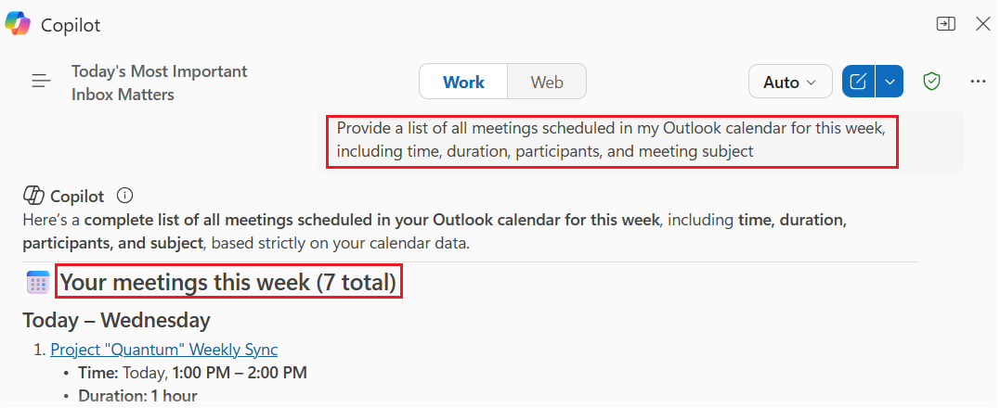 Copilot
Today's Most Important
Inbox Matters
Work
Web
Auto
Provide a list of all meetings scheduled in my Outlook calendar for this week,
including time, duration, participants, and meeting subject
Copilot
Here’s a complete list of all meetings scheduled in your Outlook calendar for this week, including time, duration,
participants, and subject, based strictly on your calendar data.
Your meetings this week (7 total)
Today – Wednesday
1. Project "Quantum" Weekly Sync
• Time: Today, 1:00 PM – 2:00 PM
• Duration: 1 hour